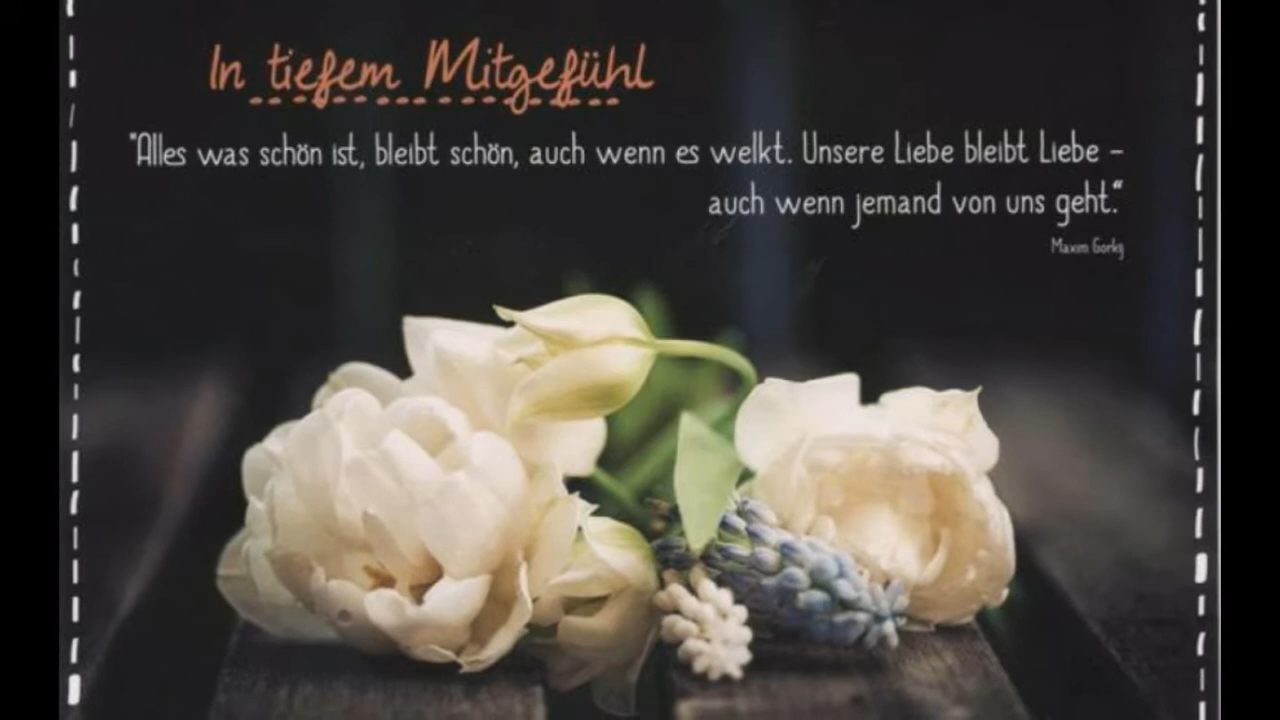 In tiefem Mitgefühl
"Alles was schön ist, bleibt schön, auch wenn es welkt. Unsere Liebe bleibt Liebe –
auch wenn jemand von uns geht.“
Maxim Gorky